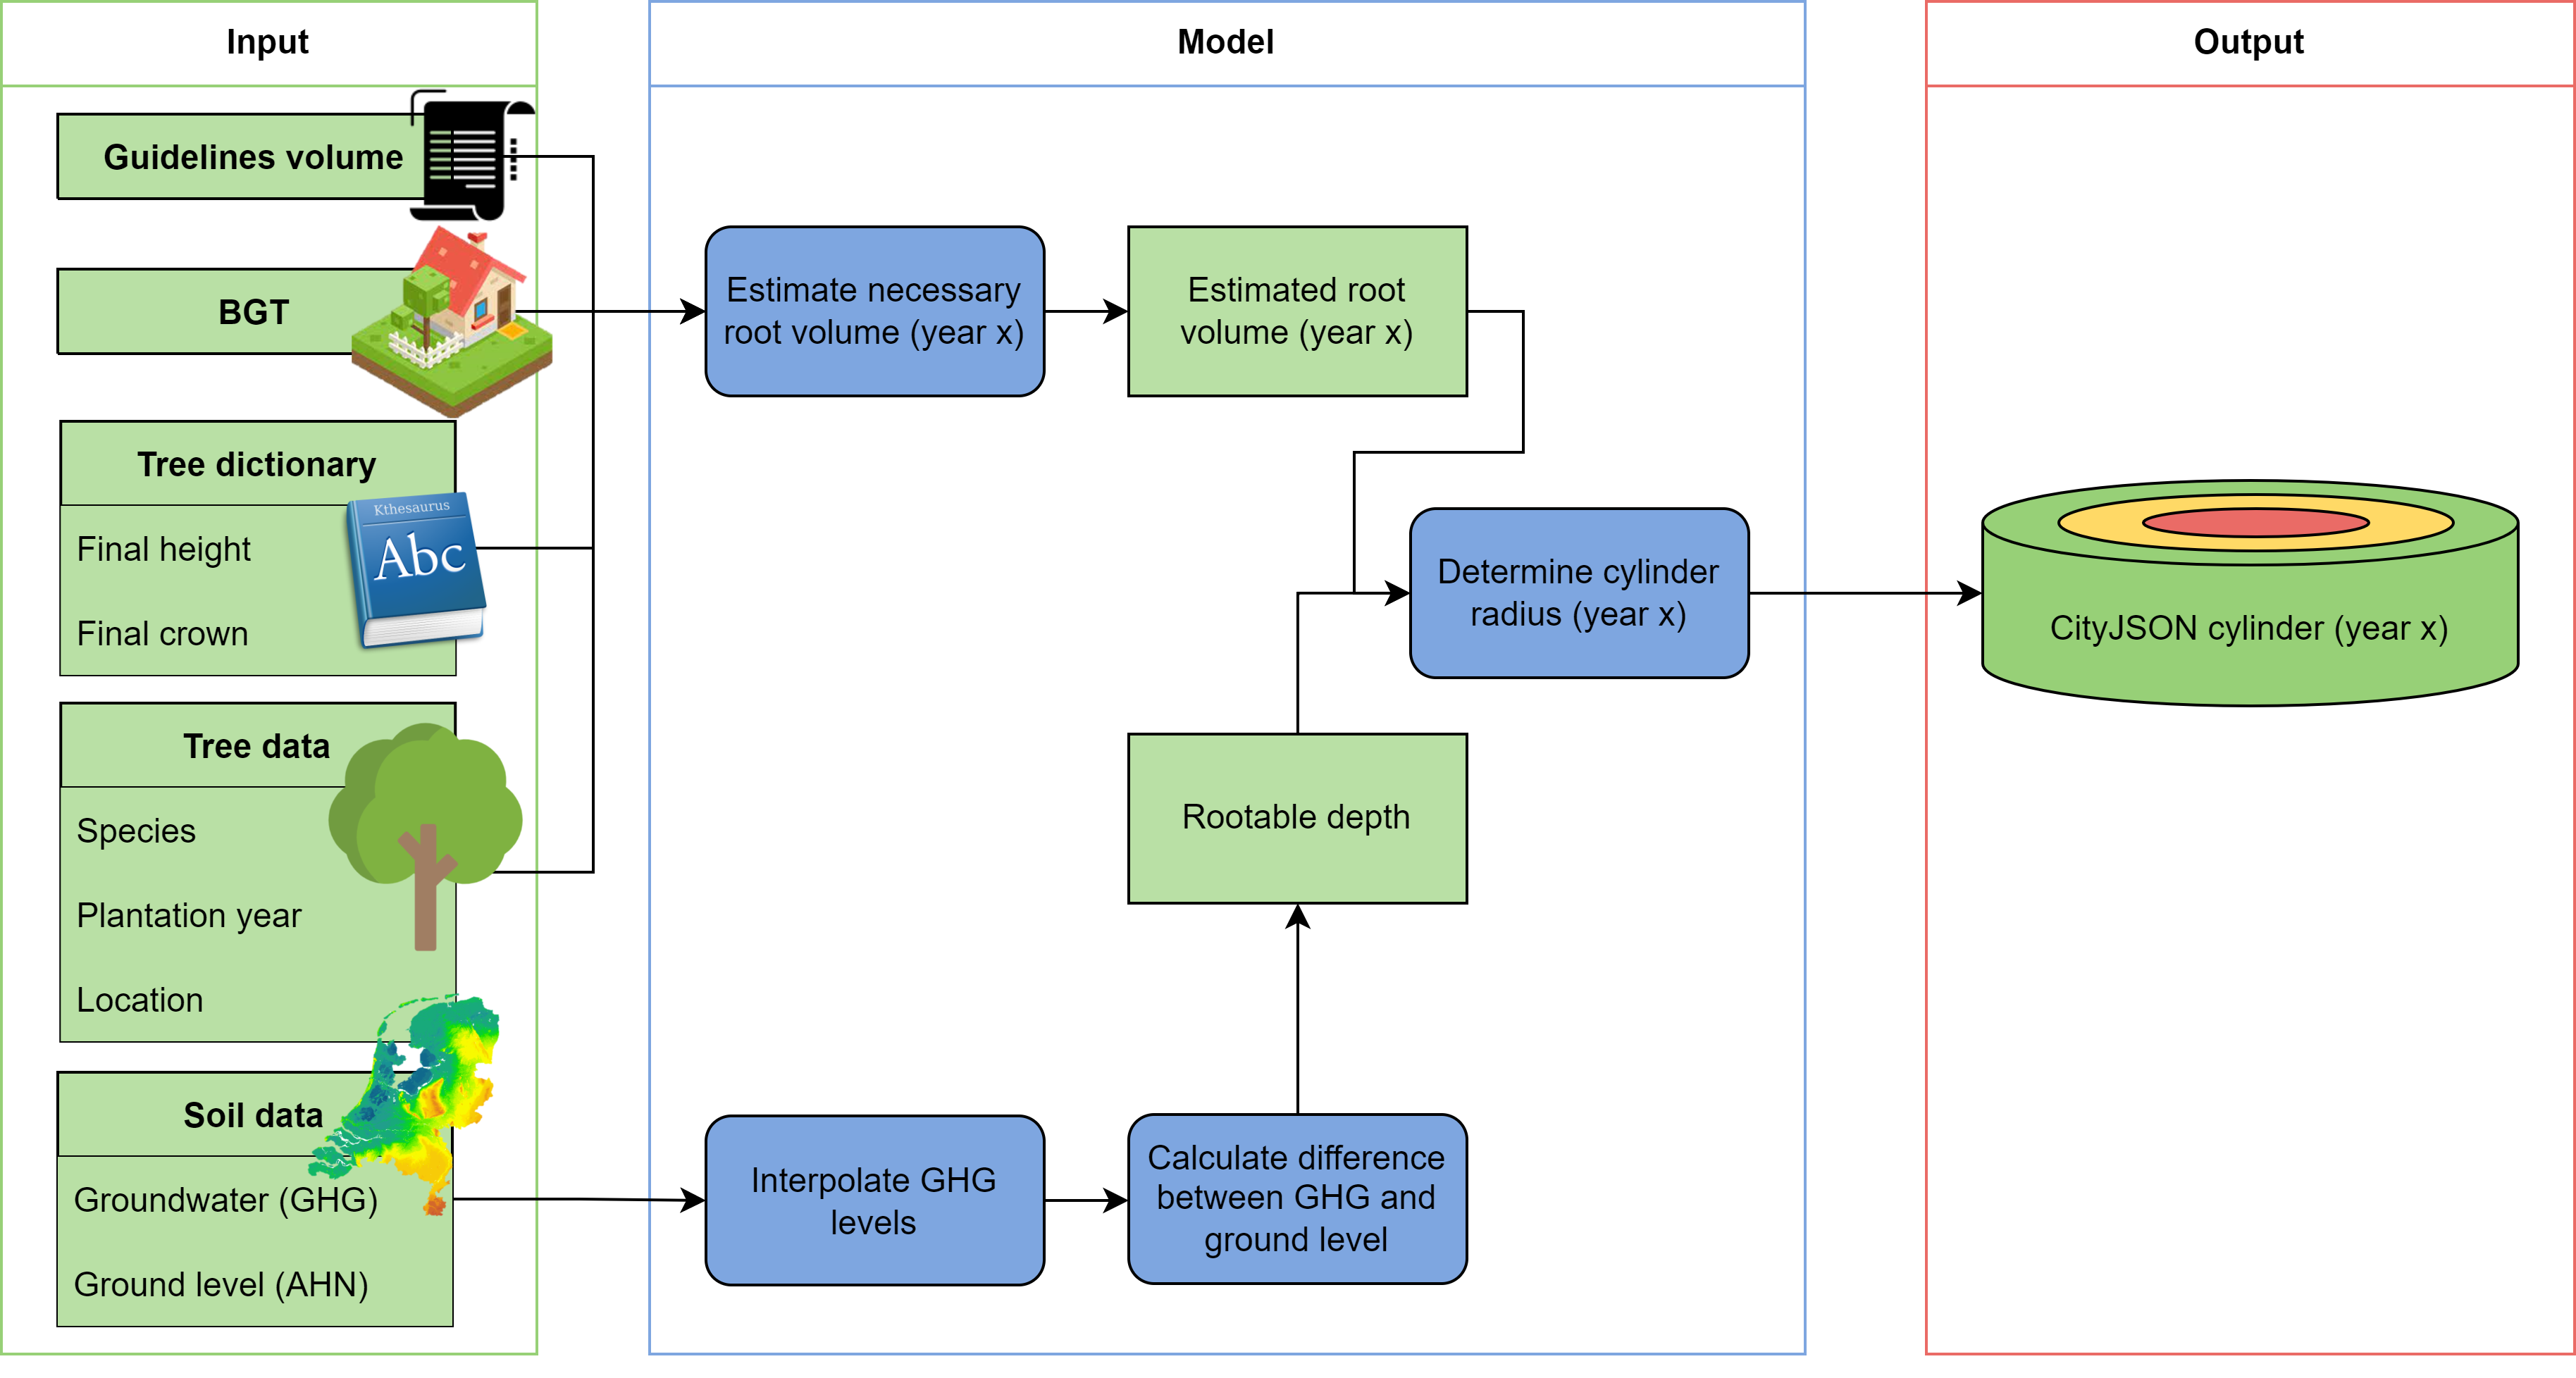 Input
Guidelines volume
BGT
Tree dictionary
Kthesaurus
Abc
Final height
Final crown
Tree data
Species
Plantation year
Location
Soil data
Groundwater (GHG)
Ground level (AHN)
Model
Estimate necessary
root volume (year x)
Estimated root
volume (year x)
Determine cylinder
radius (year x)
Rootable depth
Interpolate GHG
levels
Calculate difference
between GHG and
ground level
Output
CityJSON cylinder (year x)